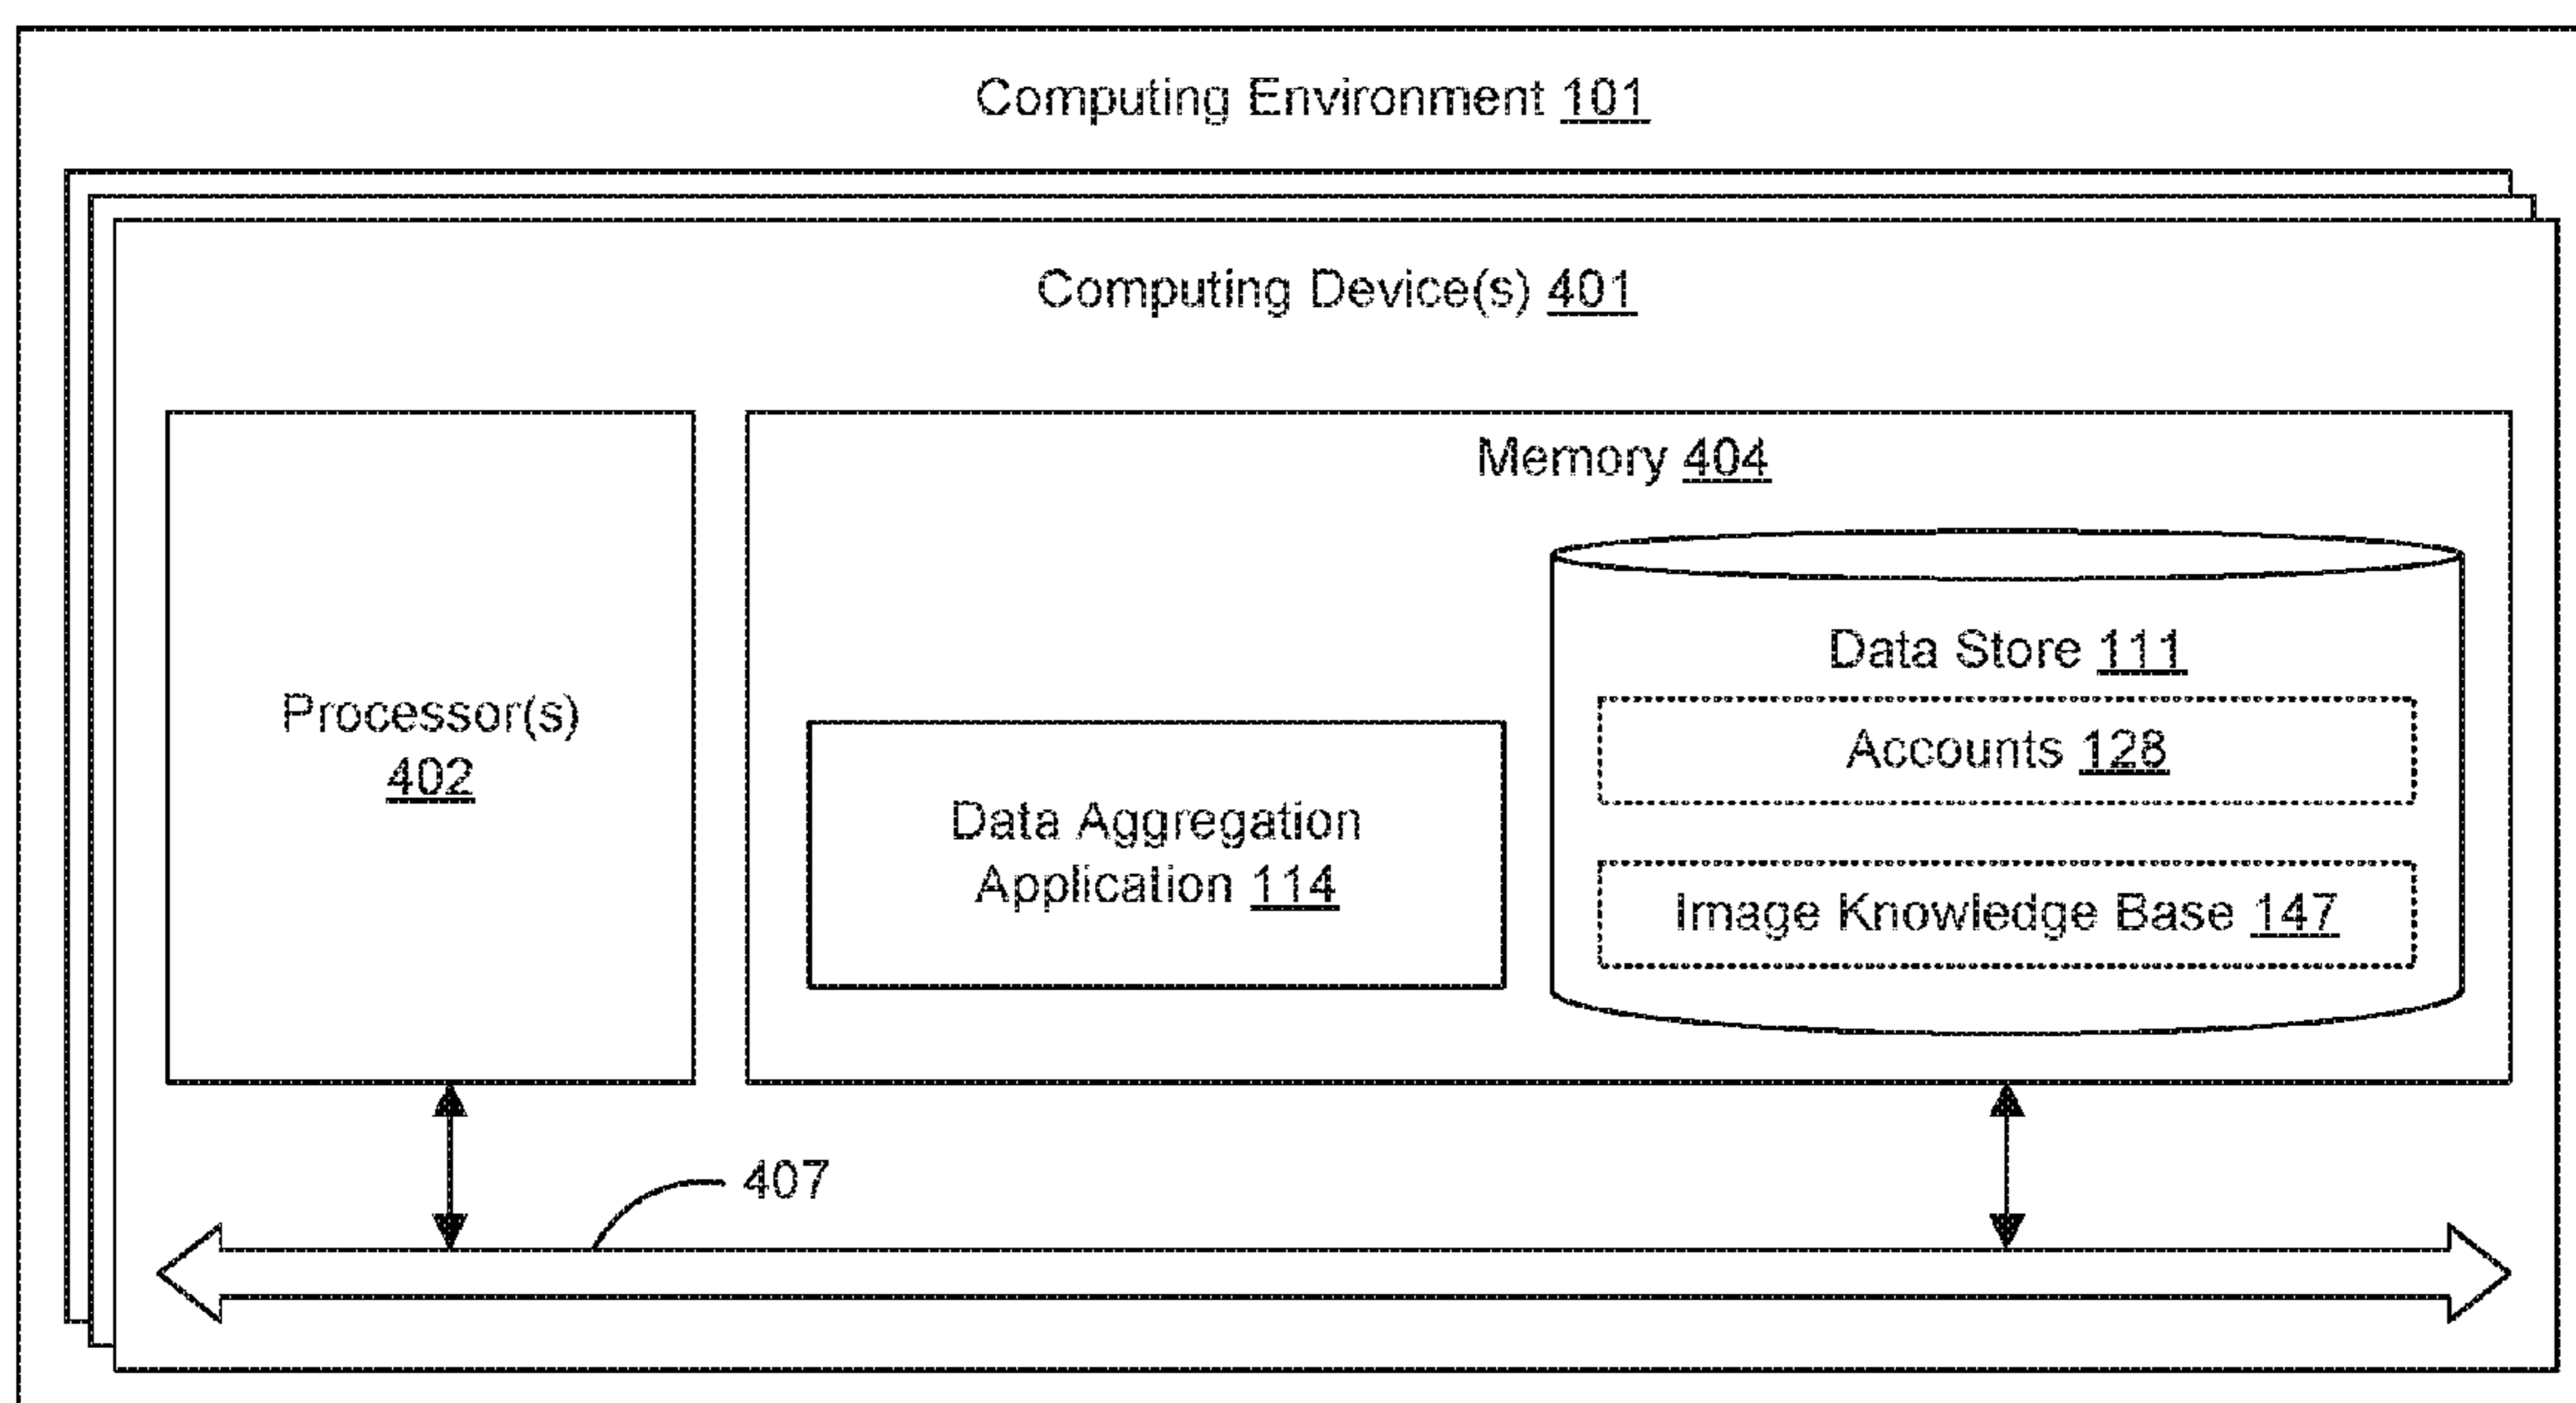 Computing Environment 101
Computing Device(s) 401
Memory 404
Processor(s)
402
Data Aggregation
Application 114
Data Store 111
Accounts 128
Image Knowledge Base 147
407